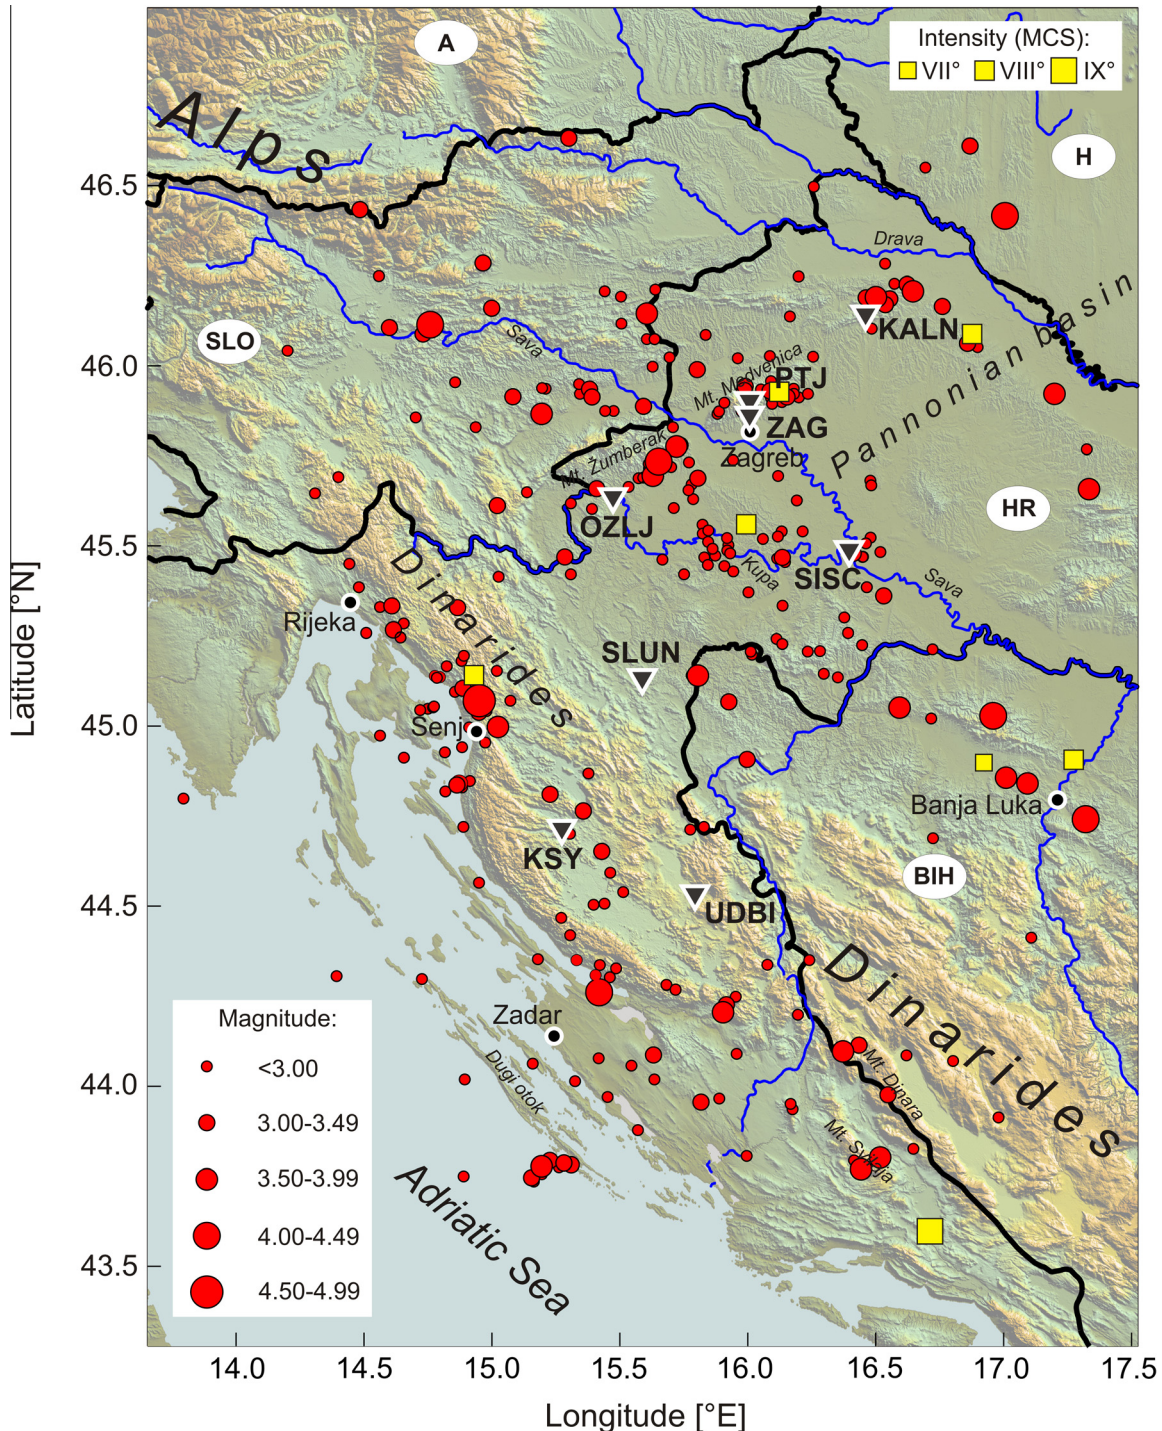 A
Intensity (MCS):
VII° VIII° IX°
Alps
H
46.5
Drava
SLO
Sava
KALN
46.0
Mt. Medvenica
PTJ
Pannonian basin
ZAG
Zagreb
Mt. Žumberak
OZLJ
HR
45.5
Kupa
SISC
Sava
Dinarides
Rijeka
SLUN
Latitude [°N]
45.0
Senj
Banja Luka
KSY
BIH
44.5
UDBI
Dinarides
Zadar
Magnitude:
<3.00
3.00-3.49
3.50-3.99
4.00-4.49
4.50-4.99
Dugi otok
44.0
Mt. Dinara
Mt. Svilaja
Adriatic Sea
43.5
14.0 14.5 15.0 15.5 16.0 16.5 17.0 17.5
Longitude [°E]